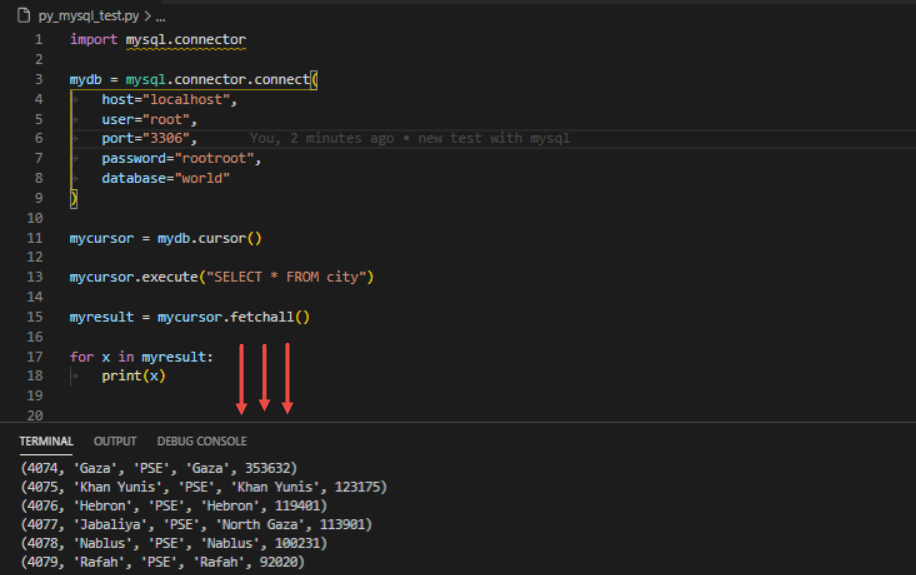 py_mysql_test.py > ...
1 import mysql.connector
2
3 mydb = mysql.connector.connect(
4 host="localhost",
5 user="root",
6 port="3306", You, 2 minutes ago • new test with mysql
7 password="rootroot",
8 database="world"
9 )
10
11 mycursor = mydb.cursor()
12
13 mycursor.execute("SELECT * FROM city")
14
15 myresult = mycursor.fetchall()
16
17 for x in myresult:
18 print(x)
19
20
TERMINAL OUTPUT DEBUG CONSOLE
(4074, 'Gaza', 'PSE', 'Gaza', 353632)
(4075, 'Khan Yunis', 'PSE', 'Khan Yunis', 123175)
(4076, 'Hebron', 'PSE', 'Hebron', 119401)
(4077, 'Jabaliya', 'PSE', 'North Gaza', 113901)
(4078, 'Nablus', 'PSE', 'Nablus', 100231)
(4079, 'Rafah', 'PSE', 'Rafah', 92020)